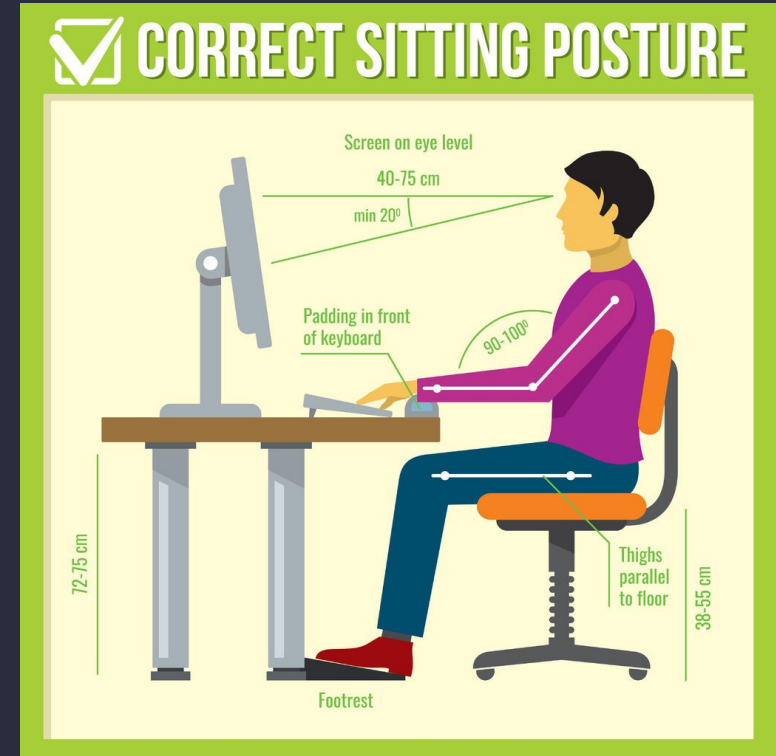 CORRECT SITTING POSTURE
Screen on eye level
40-75 cm
min 20⁰
Padding in front
of keyboard
90-100⁰
72-75 cm
Thighs
parallel
to floor
38-55 cm
Footrest